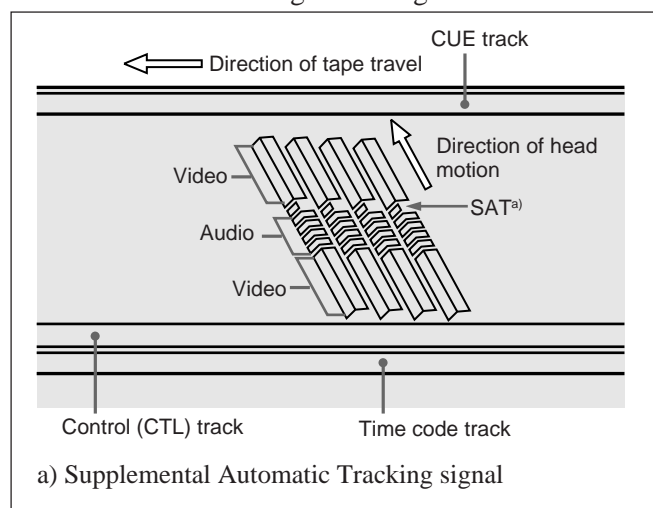 CUE track
Direction of tape travel
Direction of head
motion
Video
SATa)
Audio
Video
Control (CTL) track
Time code track
a) Supplemental Automatic Tracking signal